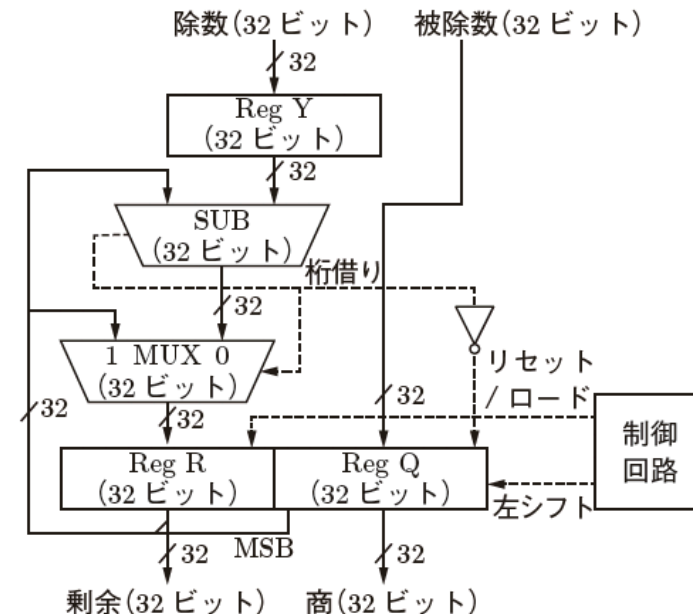 除数(32 ビット)
被除数(32 ビット)
32
Reg Y
(32 ビット)
32
SUB
(32 ビット)
桁借り
32
1 MUX 0
(32 ビット)
リセット
/ ロード
32
32
32
制御
回路
Reg R
(32 ビット)
Reg Q
(32 ビット)
左シフト
MSB
32
32
剰余(32 ビット)
商(32 ビット)